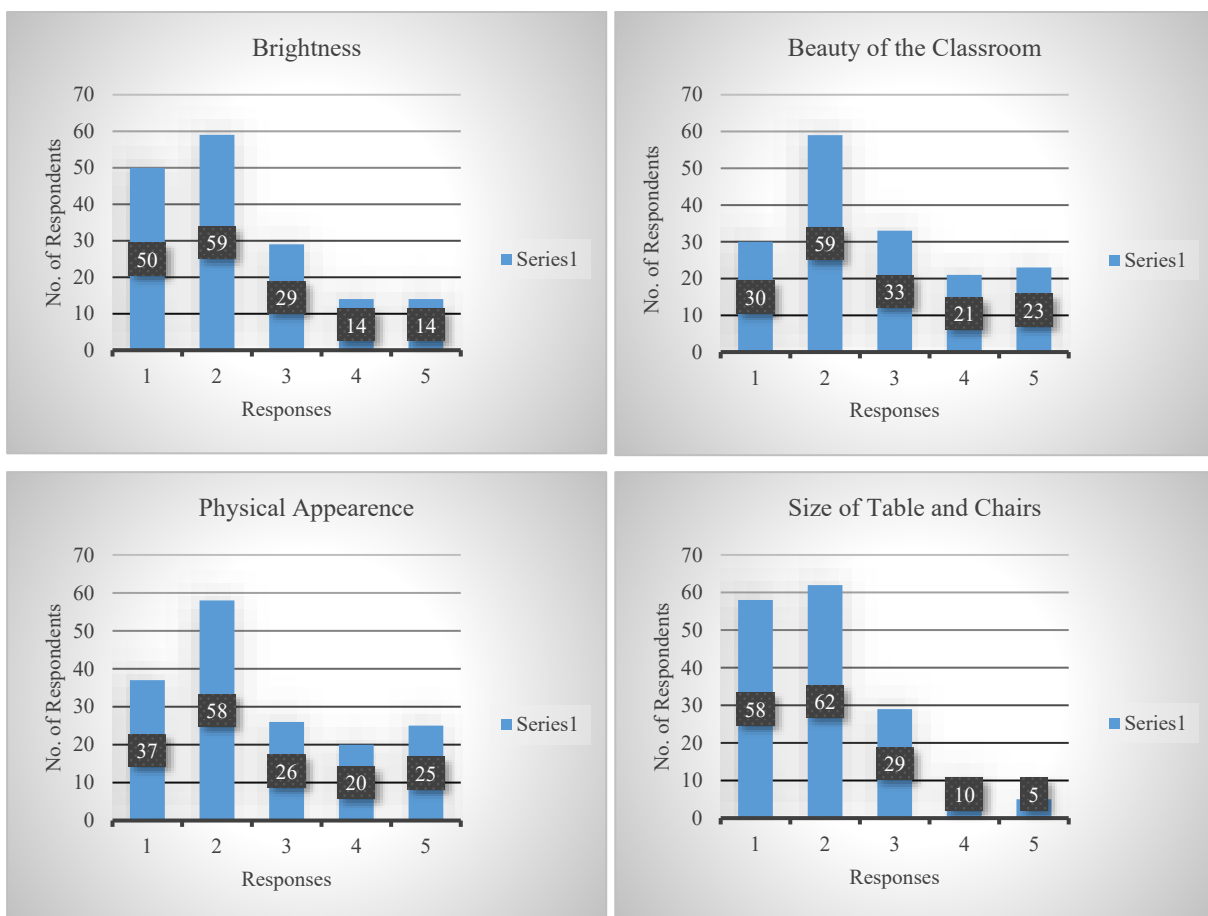 Brightness
70
60
50
40
30
20
10
0
No. of Respondents
50
59
29
14
14
1 2 3 4 5
Responses
Series1
Beauty of the Classroom
70
60
50
40
30
20
10
0
No. of Respondents
30
59
33
21
23
1 2 3 4 5
Responses
Series1
Physical Appearence
70
60
50
40
30
20
10
0
No. of Respondents
37
58
26
20
25
1 2 3 4 5
Responses
Series1
Size of Table and Chairs
70
60
50
40
30
20
10
0
No. of Respondents
58
62
29
10
5
1 2 3 4 5
Responses
Series1